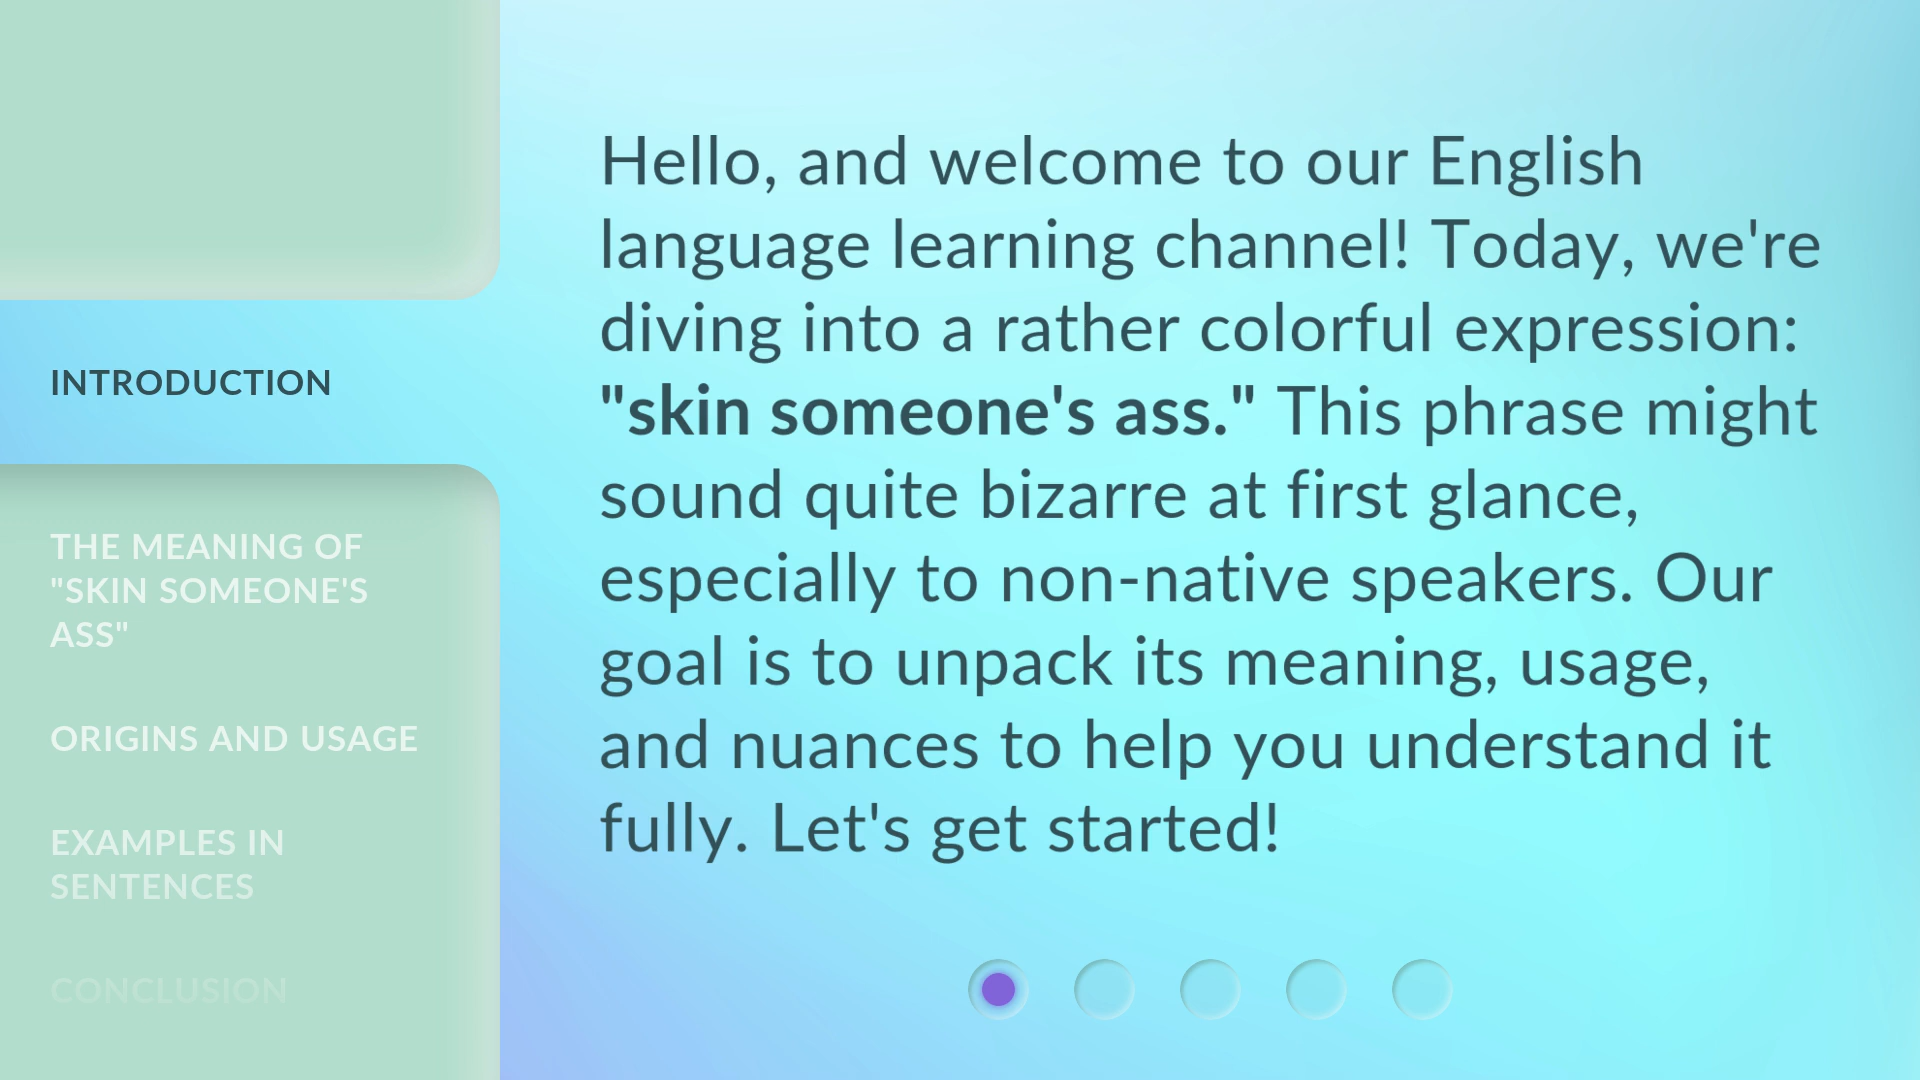 INTRODUCTION
THE MEANING OF
"SKIN SOMEONE'S
ASS"
ORIGINS AND USAGE
EXAMPLES IN
SENTENCES
CONCLUSION
Hello, and welcome to our English
language learning channel! Today, we're
diving into a rather colorful expression:
"skin someone's ass." This phrase might
sound quite bizarre at first glance,
especially to non-native speakers. Our
goal is to unpack its meaning, usage,
and nuances to help you understand it
fully. Let's get started!